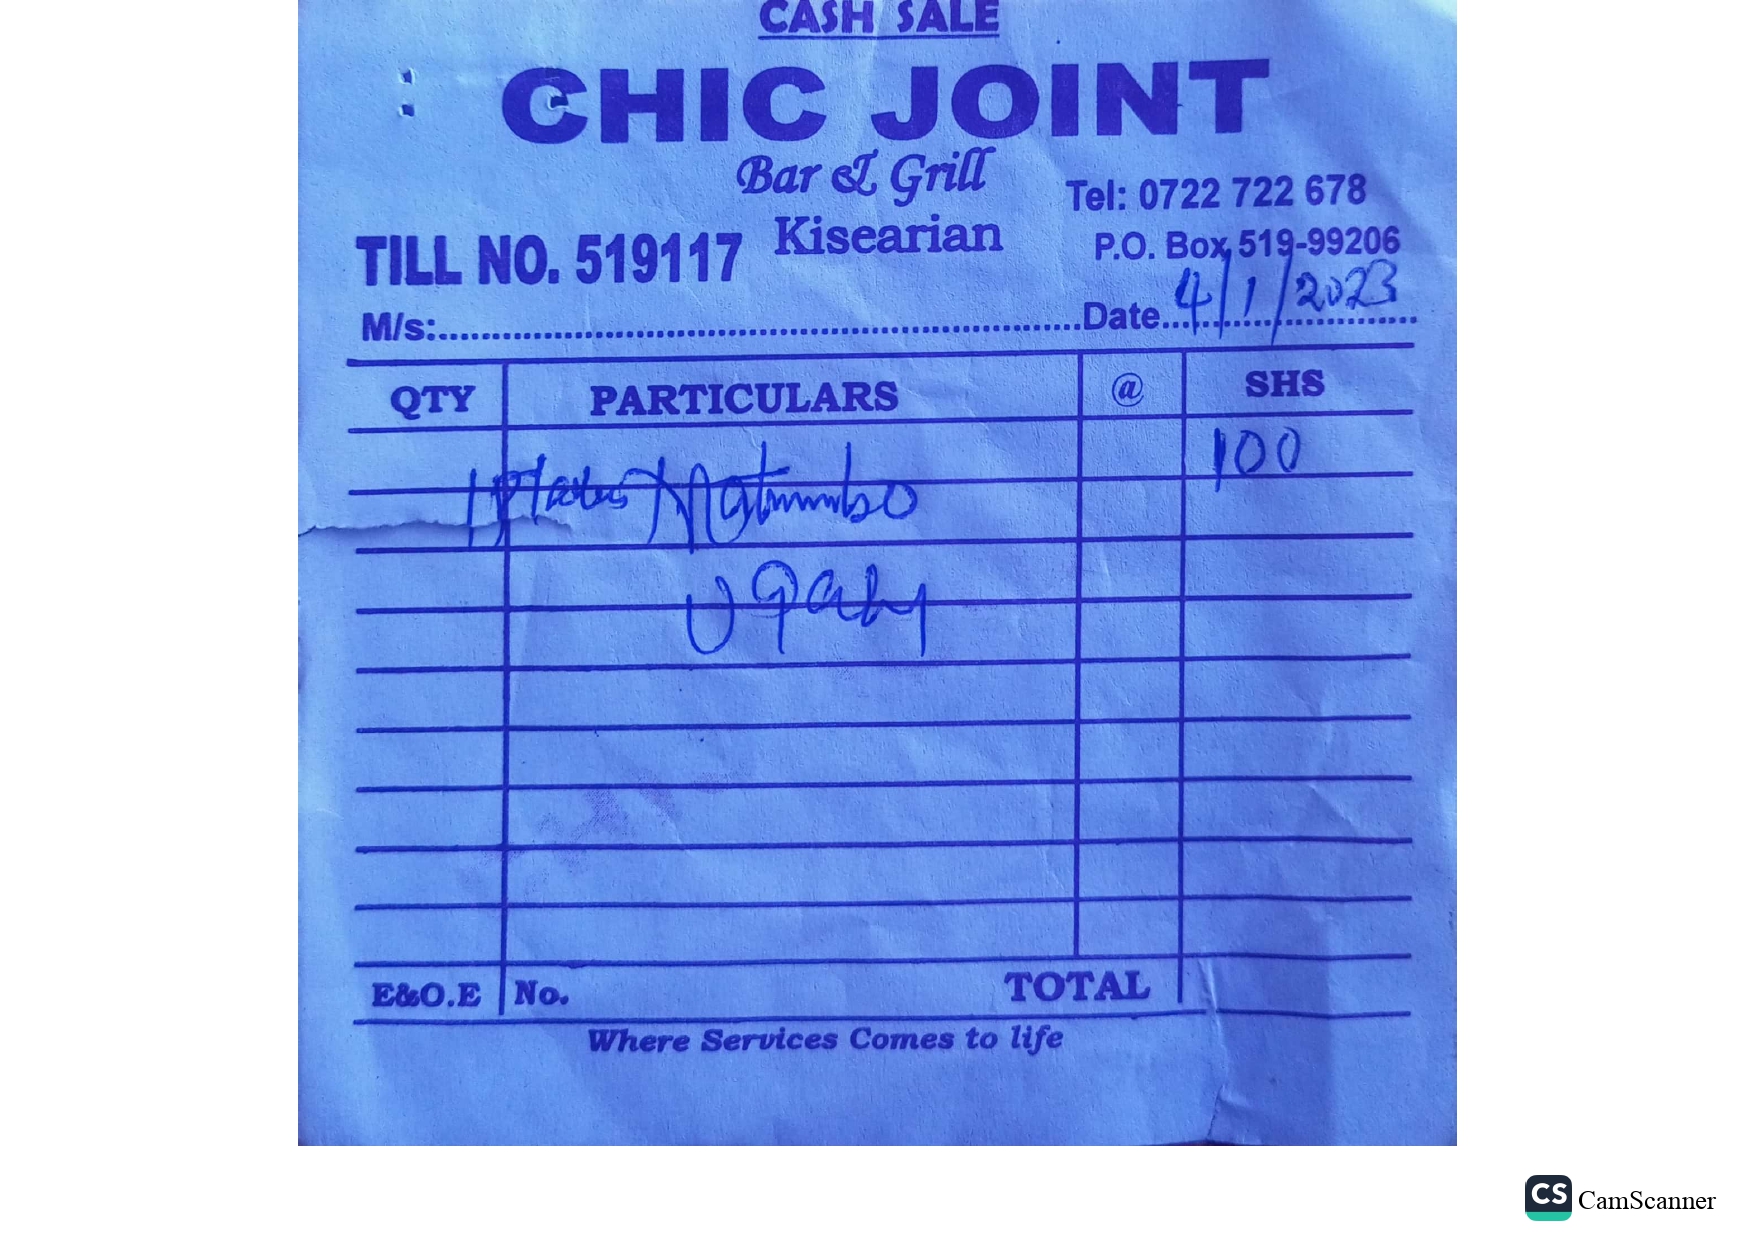 CASH SALE
CHIC JOINT
Bar & Grill
Tel: 0722 722 678
Kisearian
TILL NO. 519117
P.O. Box 519-99206
M/s:.......... Date 4/1/2023
QTY PARTICULARS @ SHS
1 Matumbo 100
E&O.E No. TOTAL
Where Services Comes to life
CS CamScanner